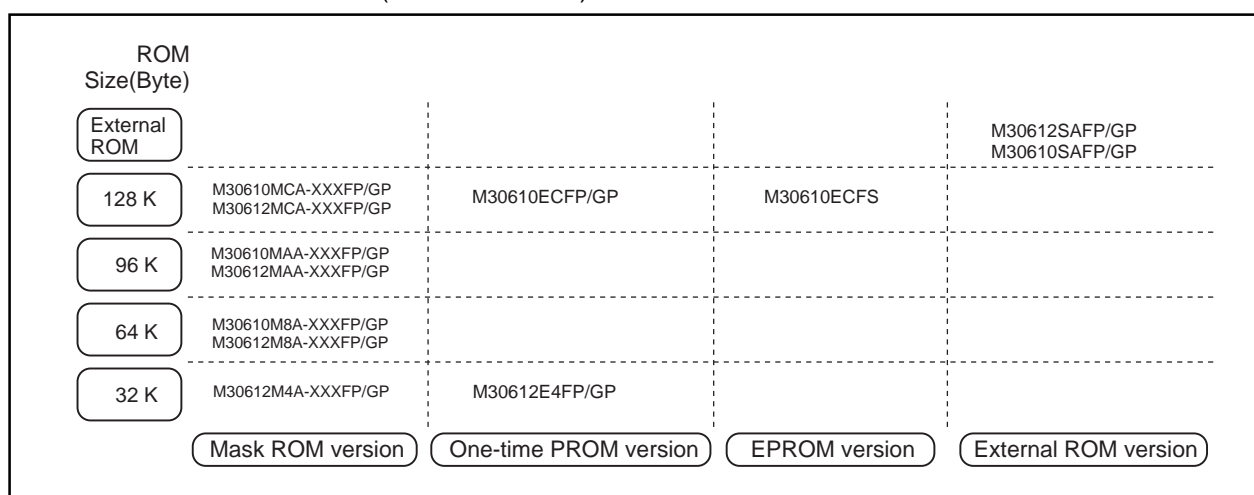 ROM
Size(Byte)
External
ROM
M30612SAFP/GP
M30610SAFP/GP
128 K
M30610MCA-XXXFP/GP
M30612MCA-XXXFP/GP
M30610ECFP/GP
M30610ECFS
96 K
M30610MAA-XXXFP/GP
M30612MAA-XXXFP/GP
64 K
M30610M8A-XXXFP/GP
M30612M8A-XXXFP/GP
32 K
M30612M4A-XXXFP/GP
M30612E4FP/GP
Mask ROM version
One-time PROM version
EPROM version
External ROM version